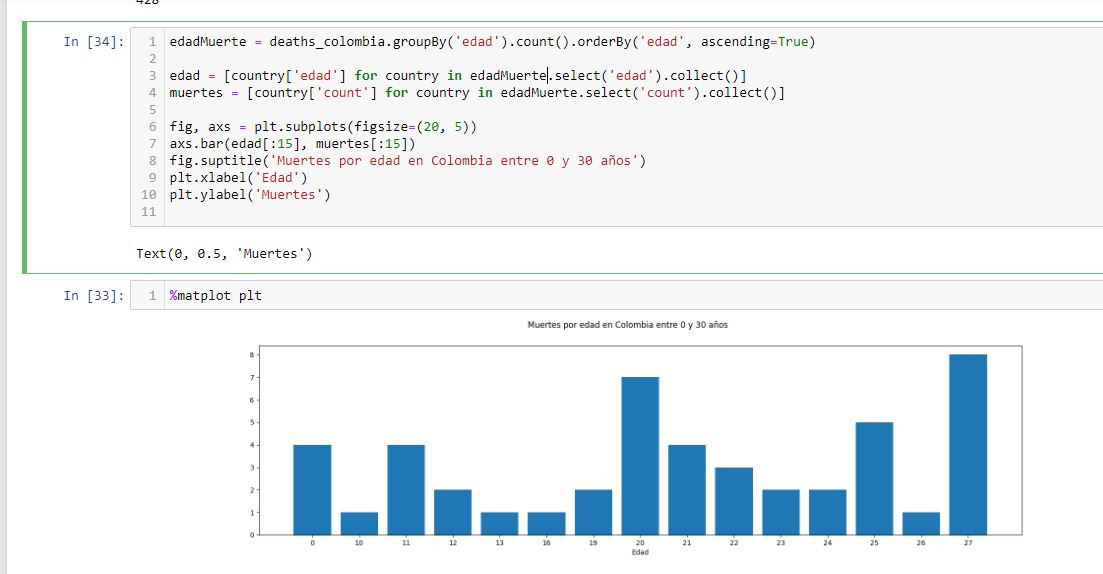 428
In [34]:
1 edadMuerte = deaths_colombia.groupBy('edad').count().orderBy('edad', ascending=True)
2
3 edad = [country['edad'] for country in edadMuerte.select('edad').collect()]
4 muertes = [country['count'] for country in edadMuerte.select('count').collect()]
5
6 fig, axs = plt.subplots(figsize=(20, 5))
7 axs.bar(edad[:15], muertes[:15])
8 fig.suptitle('Muertes por edad en Colombia entre 0 y 30 años')
9 plt.xlabel('Edad')
10 plt.ylabel('Muertes')
11
Text(0, 0.5, 'Muertes')
In [33]:
1 %matplot plt
Muertes por edad en Colombia entre 0 y 30 años
8
7
6
5
4
3
2
1
0
0 10 11 12 13 16 19 20 21 22 23 24 25 26 27
Edad